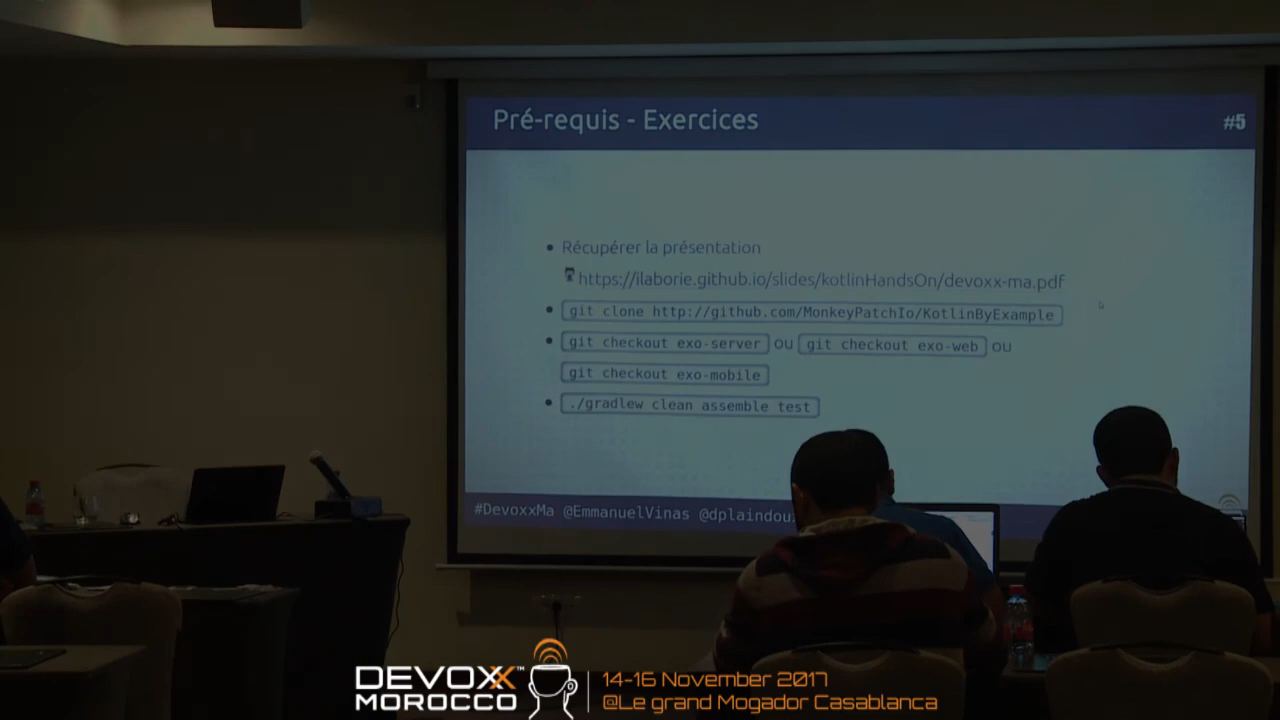 Pré-requis - Exercices
#5
Récupérer la présentation
https://ilaborie.github.io/slides/kotlinHandsOn/devoxx-ma.pdf
git clone http://github.com/MonkeyPatchIo/KotlinByExample
git checkout exo-server OU git checkout exo-web OU
git checkout exo-mobile
./gradlew clean assemble test
#DevoxxMa @EmmanuelVinas
DEVOXX™
MOROCCO
14-16 November 2017
@Le grand Mogador Casablanca